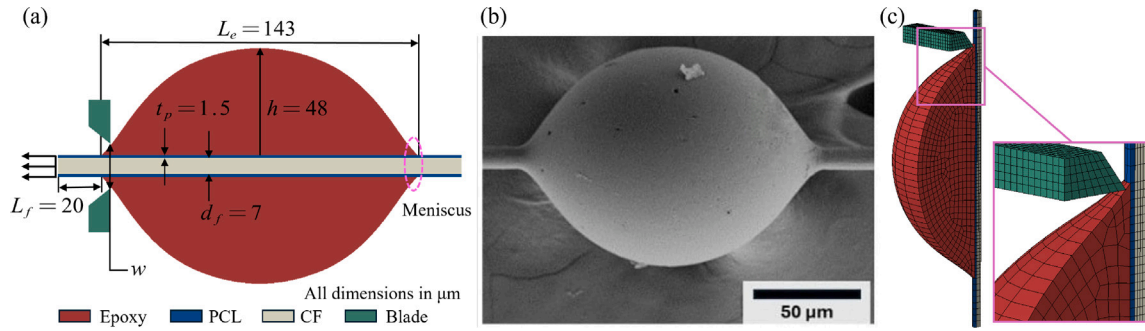 (a)
L_e = 143
t_p = 1.5
h = 48
L_f = 20
d_f = 7
Meniscus
w
All dimensions in µm
Epoxy PCL CF Blade
(b)
50 µm
(c)